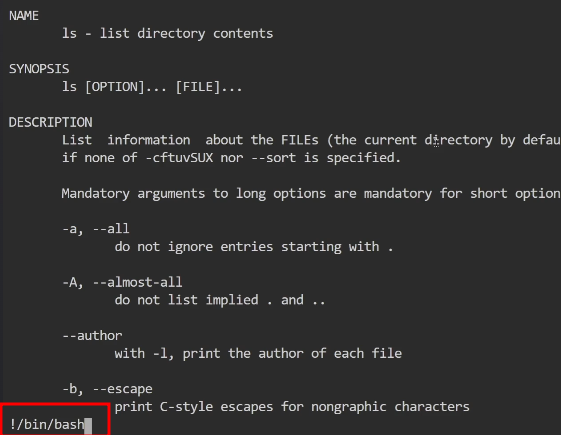 NAME
ls - list directory contents
SYNOPSIS
ls [OPTION]... [FILE]...
DESCRIPTION
List information about the FILEs (the current directory by defau
if none of -cftuvSUX nor --sort is specified.
Mandatory arguments to long options are mandatory for short option
-a, --all
do not ignore entries starting with .
-A, --almost-all
do not list implied . and ..
--author
with -l, print the author of each file
-b, --escape
print C-style escapes for nongraphic characters
!/bin/bash